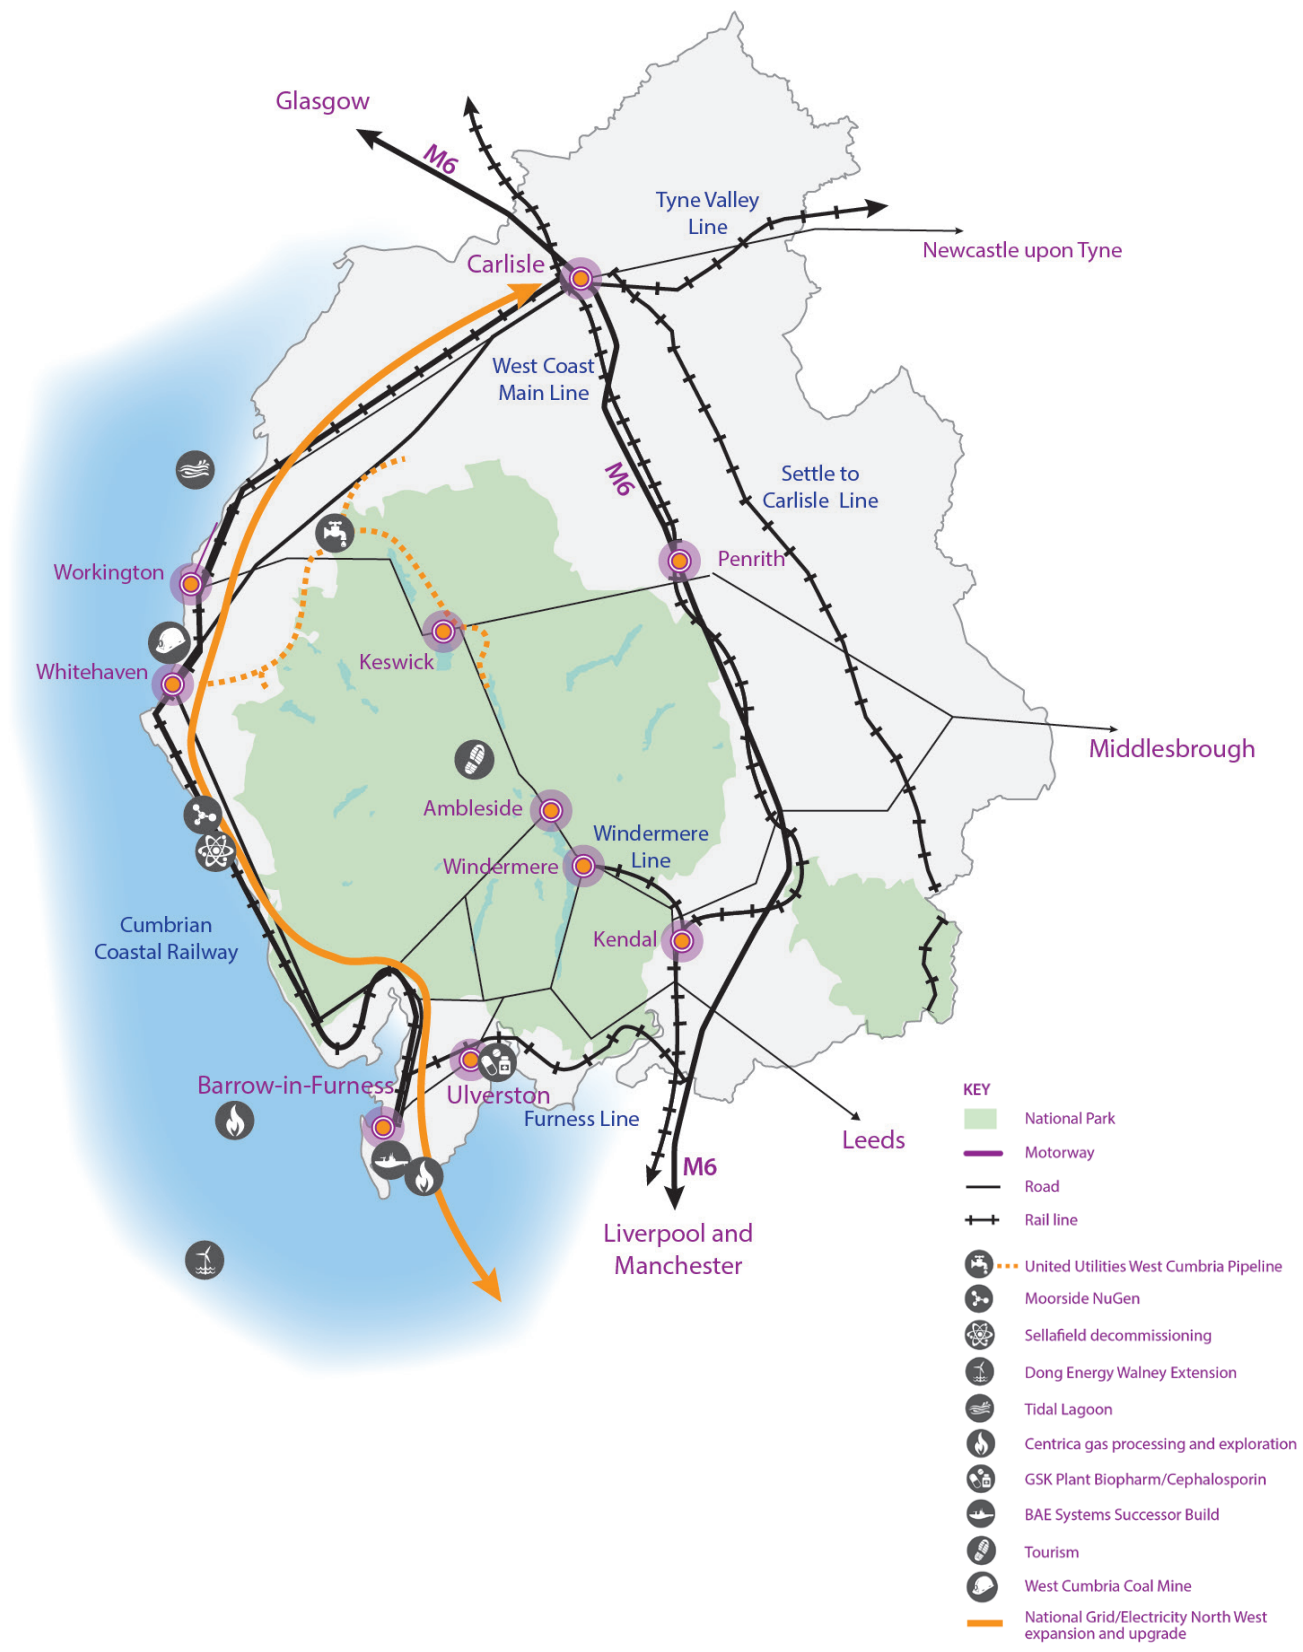 Glasgow
M6
Tyne Valley
Line
Newcastle upon Tyne
Carlisle
West Coast
Main Line
M6
Settle to
Carlisle Line
Workington
Penrith
Whitehaven
Keswick
Middlesbrough
Ambleside
Windermere
Line
Windermere
Cumbrian
Coastal Railway
Kendal
Barrow-in-Furness
Ulverston
Furness Line
Leeds
M6
Liverpool and
Manchester
KEY
National Park
Motorway
Road
Rail line
United Utilities West Cumbria Pipeline
Moorside NuGen
Sellafield decommissioning
Dong Energy Walney Extension
Tidal Lagoon
Centrica gas processing and exploration
GSK Plant Biopharm/Cephalosporin
BAE Systems Successor Build
Tourism
West Cumbria Coal Mine
National Grid/Electricity North West
expansion and upgrade